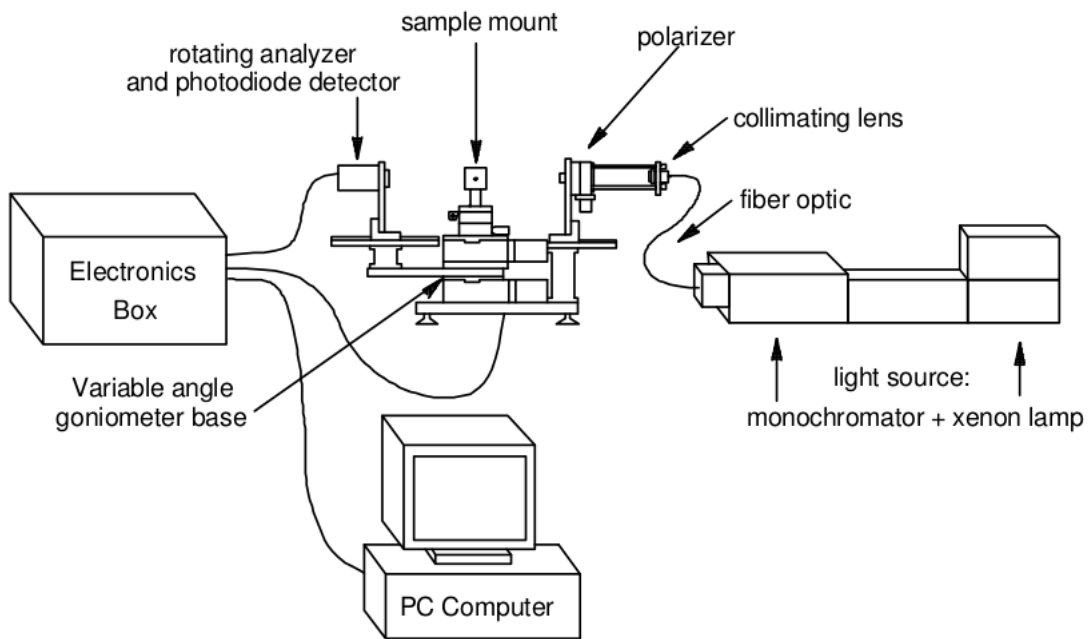 sample mount
polarizer
rotating analyzer
and photodiode detector
collimating lens
fiber optic
Electronics
Box
Variable angle
goniometer base
light source:
monochromator + xenon lamp
PC Computer